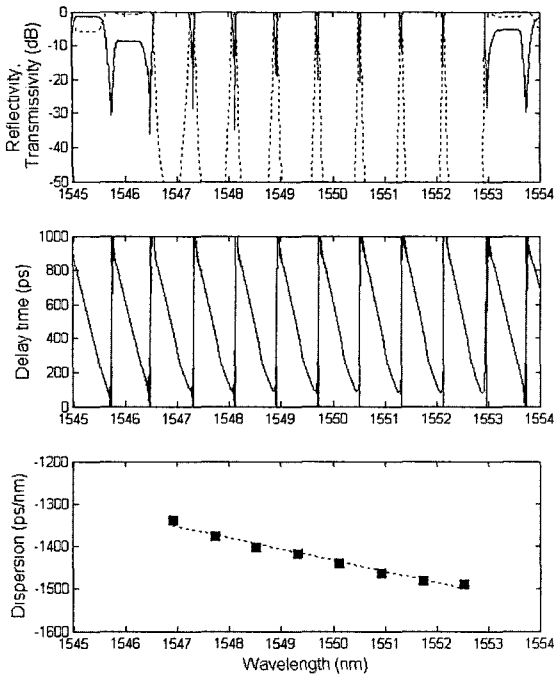 Reflectivity,
Transmissivity (dB)
0
-10
-20
-30
-40
-50
1545 1546 1547 1548 1549 1550 1551 1552 1553 1554
Delay time (ps)
1000
800
600
400
200
0
1545 1546 1547 1548 1549 1550 1551 1552 1553 1554
Dispersion (ps/nm)
-1200
-1300
-1400
-1500
-1600
1545 1546 1547 1548 1549 1550 1551 1552 1553 1554
Wavelength (nm)